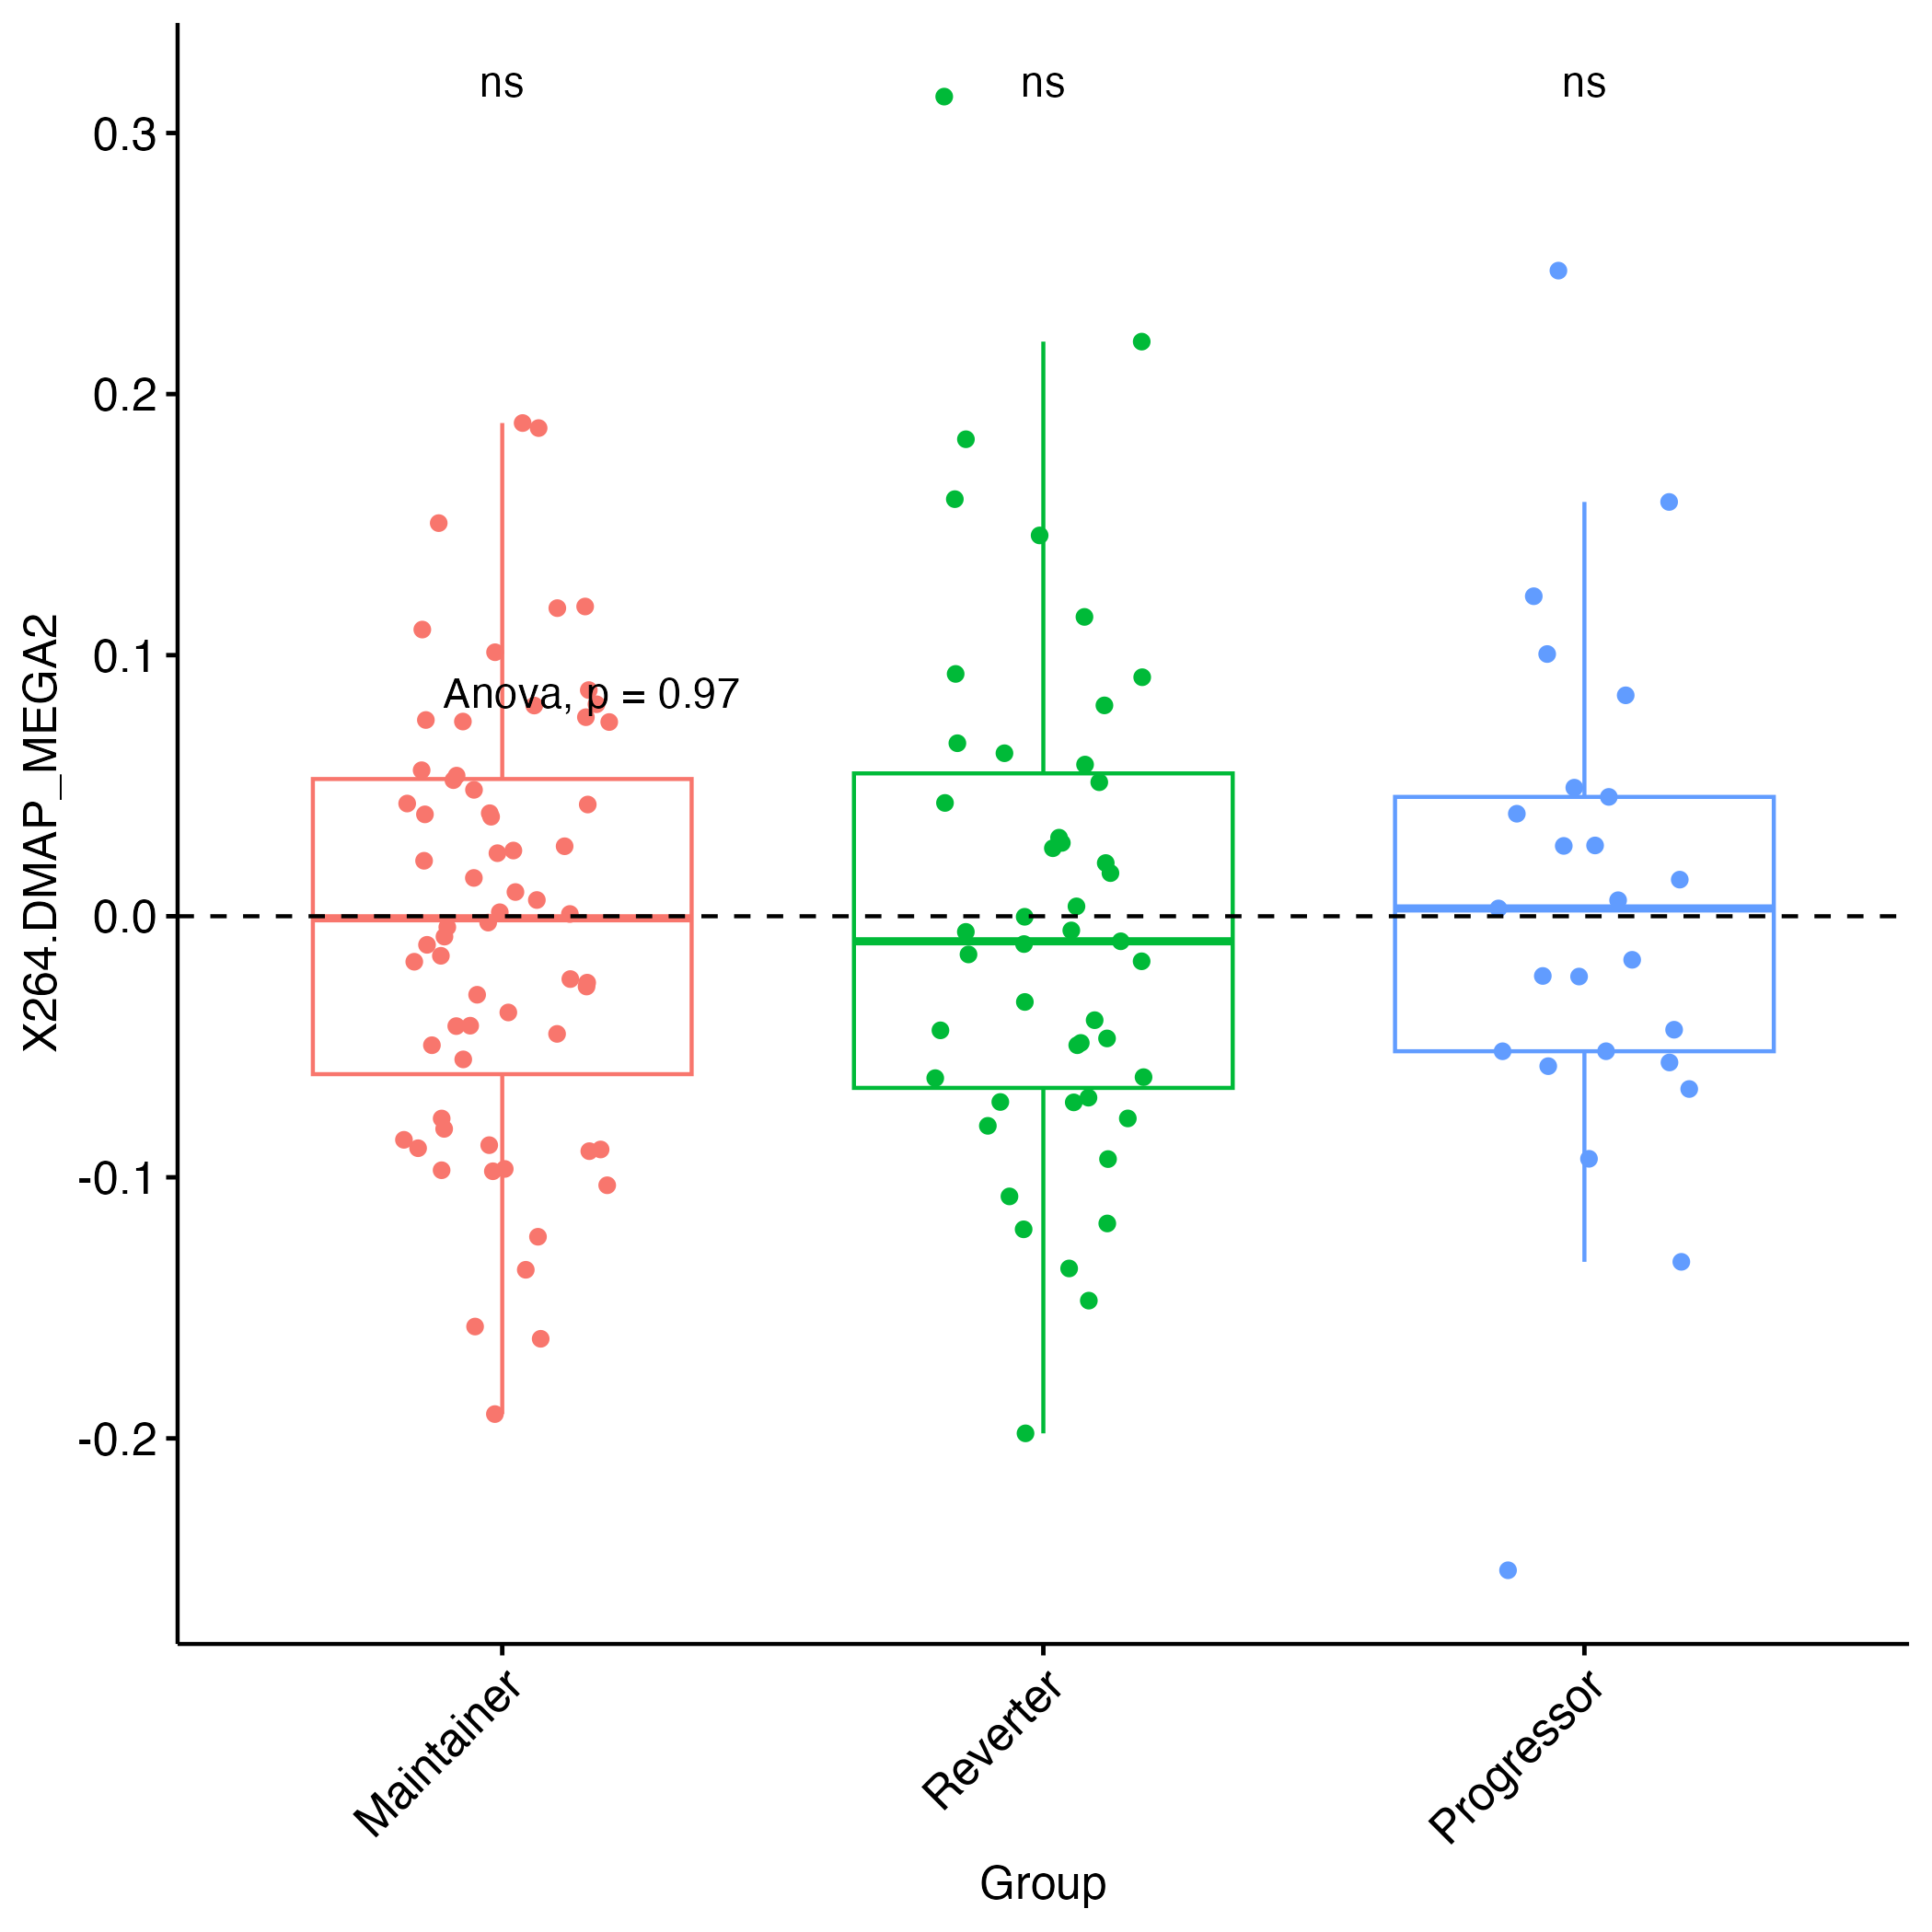 ns ns ns
0.3
0.2
0.1
Anova, p = 0.97
0.0
-0.1
-0.2
X264.DMAP_MEGA2
Maintainer Reverter Progressor
Group